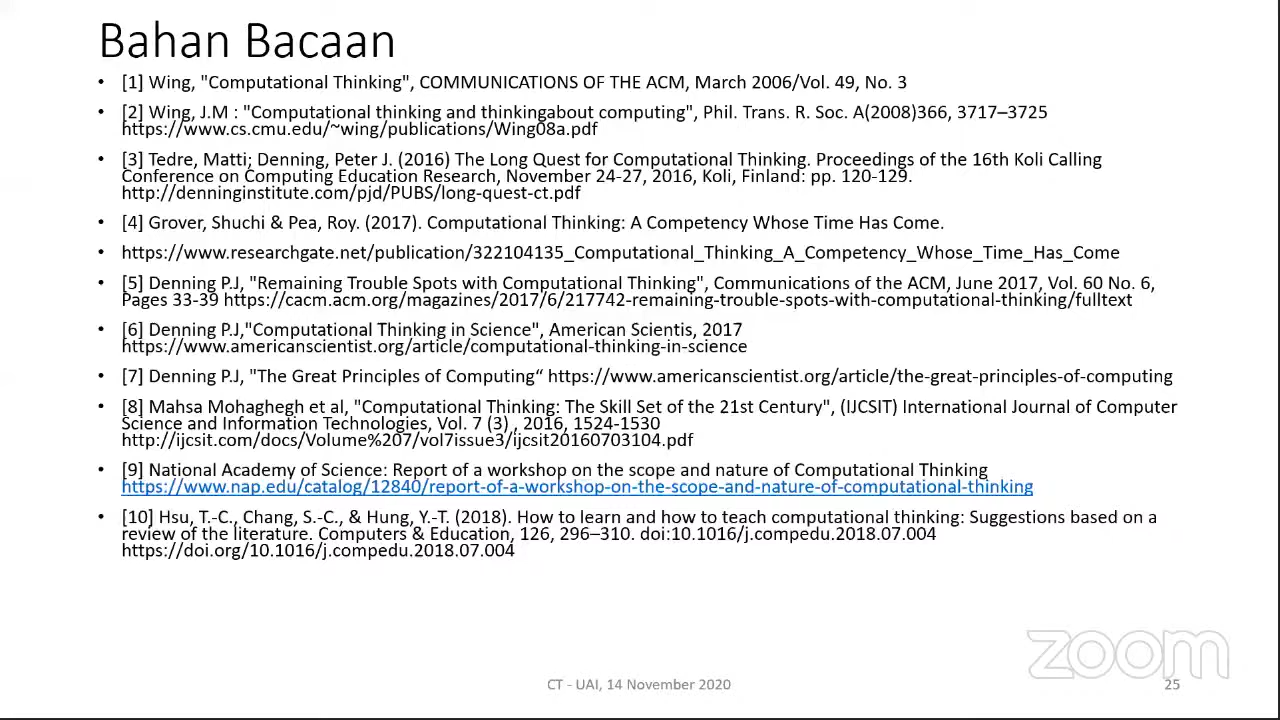 Bahan Bacaan
• [1] Wing, "Computational Thinking", COMMUNICATIONS OF THE ACM, March 2006/Vol. 49, No. 3
• [2] Wing, J.M : "Computational thinking and thinkingabout computing", Phil. Trans. R. Soc. A(2008)366, 3717–3725
https://www.cs.cmu.edu/~wing/publications/Wing08a.pdf
• [3] Tedre, Matti; Denning, Peter J. (2016) The Long Quest for Computational Thinking. Proceedings of the 16th Koli Calling
Conference on Computing Education Research, November 24-27, 2016, Koli, Finland: pp. 120-129.
http://denninginstitute.com/pjd/PUBS/long-quest-ct.pdf
• [4] Grover, Shuchi & Pea, Roy. (2017). Computational Thinking: A Competency Whose Time Has Come.
• https://www.researchgate.net/publication/322104135_Computational_Thinking_A_Competency_Whose_Time_Has_Come
• [5] Denning P.J, "Remaining Trouble Spots with Computational Thinking", Communications of the ACM, June 2017, Vol. 60 No. 6,
Pages 33-39 https://cacm.acm.org/magazines/2017/6/217742-remaining-trouble-spots-with-computational-thinking/fulltext
• [6] Denning P.J,"Computational Thinking in Science", American Scientis, 2017
https://www.americanscientist.org/article/computational-thinking-in-science
• [7] Denning P.J, "The Great Principles of Computing“ https://www.americanscientist.org/article/the-great-principles-of-computing
• [8] Mahsa Mohaghegh et al, "Computational Thinking: The Skill Set of the 21st Century", (IJCSIT) International Journal of Computer
Science and Information Technologies, Vol. 7 (3) , 2016, 1524-1530
http://ijcsit.com/docs/Volume%207/vol7issue3/ijcsit20160703104.pdf
• [9] National Academy of Science: Report of a workshop on the scope and nature of Computational Thinking
https://www.nap.edu/catalog/12840/report-of-a-workshop-on-the-scope-and-nature-of-computational-thinking
• [10] Hsu, T.-C., Chang, S.-C., & Hung, Y.-T. (2018). How to learn and how to teach computational thinking: Suggestions based on a
review of the literature. Computers & Education, 126, 296–310. doi:10.1016/j.compedu.2018.07.004
https://doi.org/10.1016/j.compedu.2018.07.004
zoom
CT - UAI, 14 November 2020
25